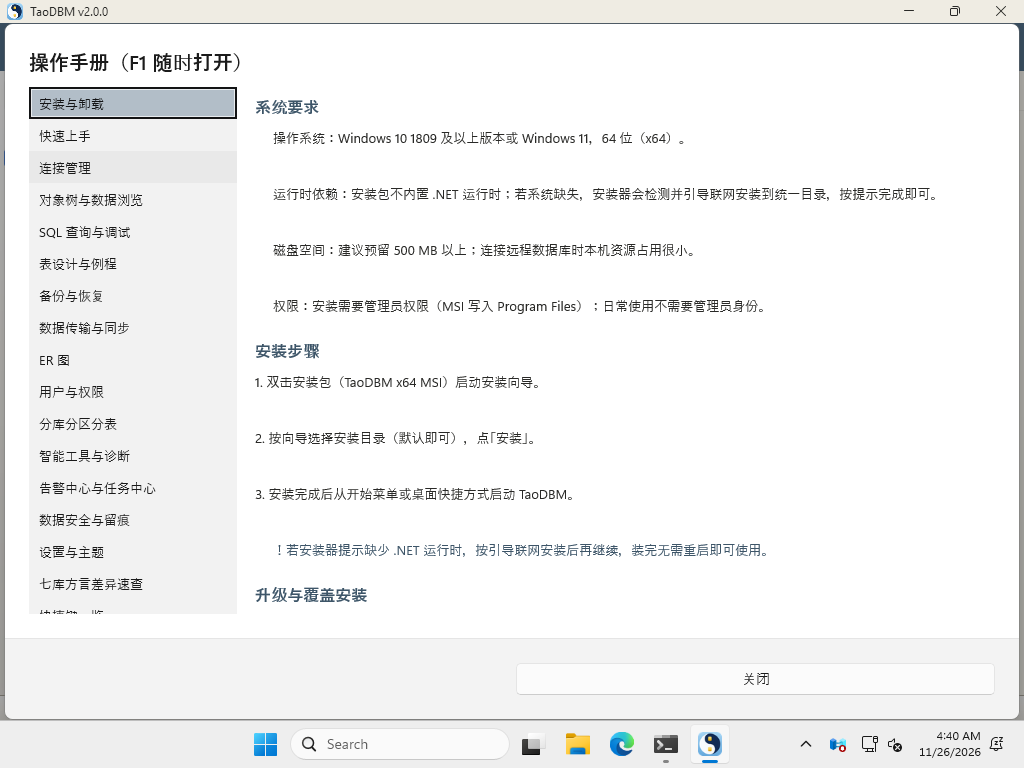 TaoDBM v2.0.0
操作手册（F1 随时打开）
安装与卸载
快速上手
连接管理
对象树与数据浏览
SQL 查询与调试
表设计与例程
备份与恢复
数据传输与同步
ER 图
用户与权限
分库分区分表
智能工具与诊断
告警中心与任务中心
数据安全与留痕
设置与主题
七库方言差异速查
系统要求
操作系统：Windows 10 1809 及以上版本或 Windows 11，64 位（x64）。
运行时依赖：安装包不内置 .NET 运行时；若系统缺失，安装器会检测并引导联网安装到统一目录，按提示完成即可。
磁盘空间：建议预留 500 MB 以上；连接远程数据库时本机资源占用很小。
权限：安装需要管理员权限（MSI 写入 Program Files）；日常使用不需要管理员身份。
安装步骤
1. 双击安装包（TaoDBM x64 MSI）启动安装向导。
2. 按向导选择安装目录（默认即可），点「安装」。
3. 安装完成后从开始菜单或桌面快捷方式启动 TaoDBM。
！若安装器提示缺少 .NET 运行时，按引导联网安装后再继续，装完无需重启即可使用。
升级与覆盖安装
关闭
Search
4:40 AM
11/26/2026